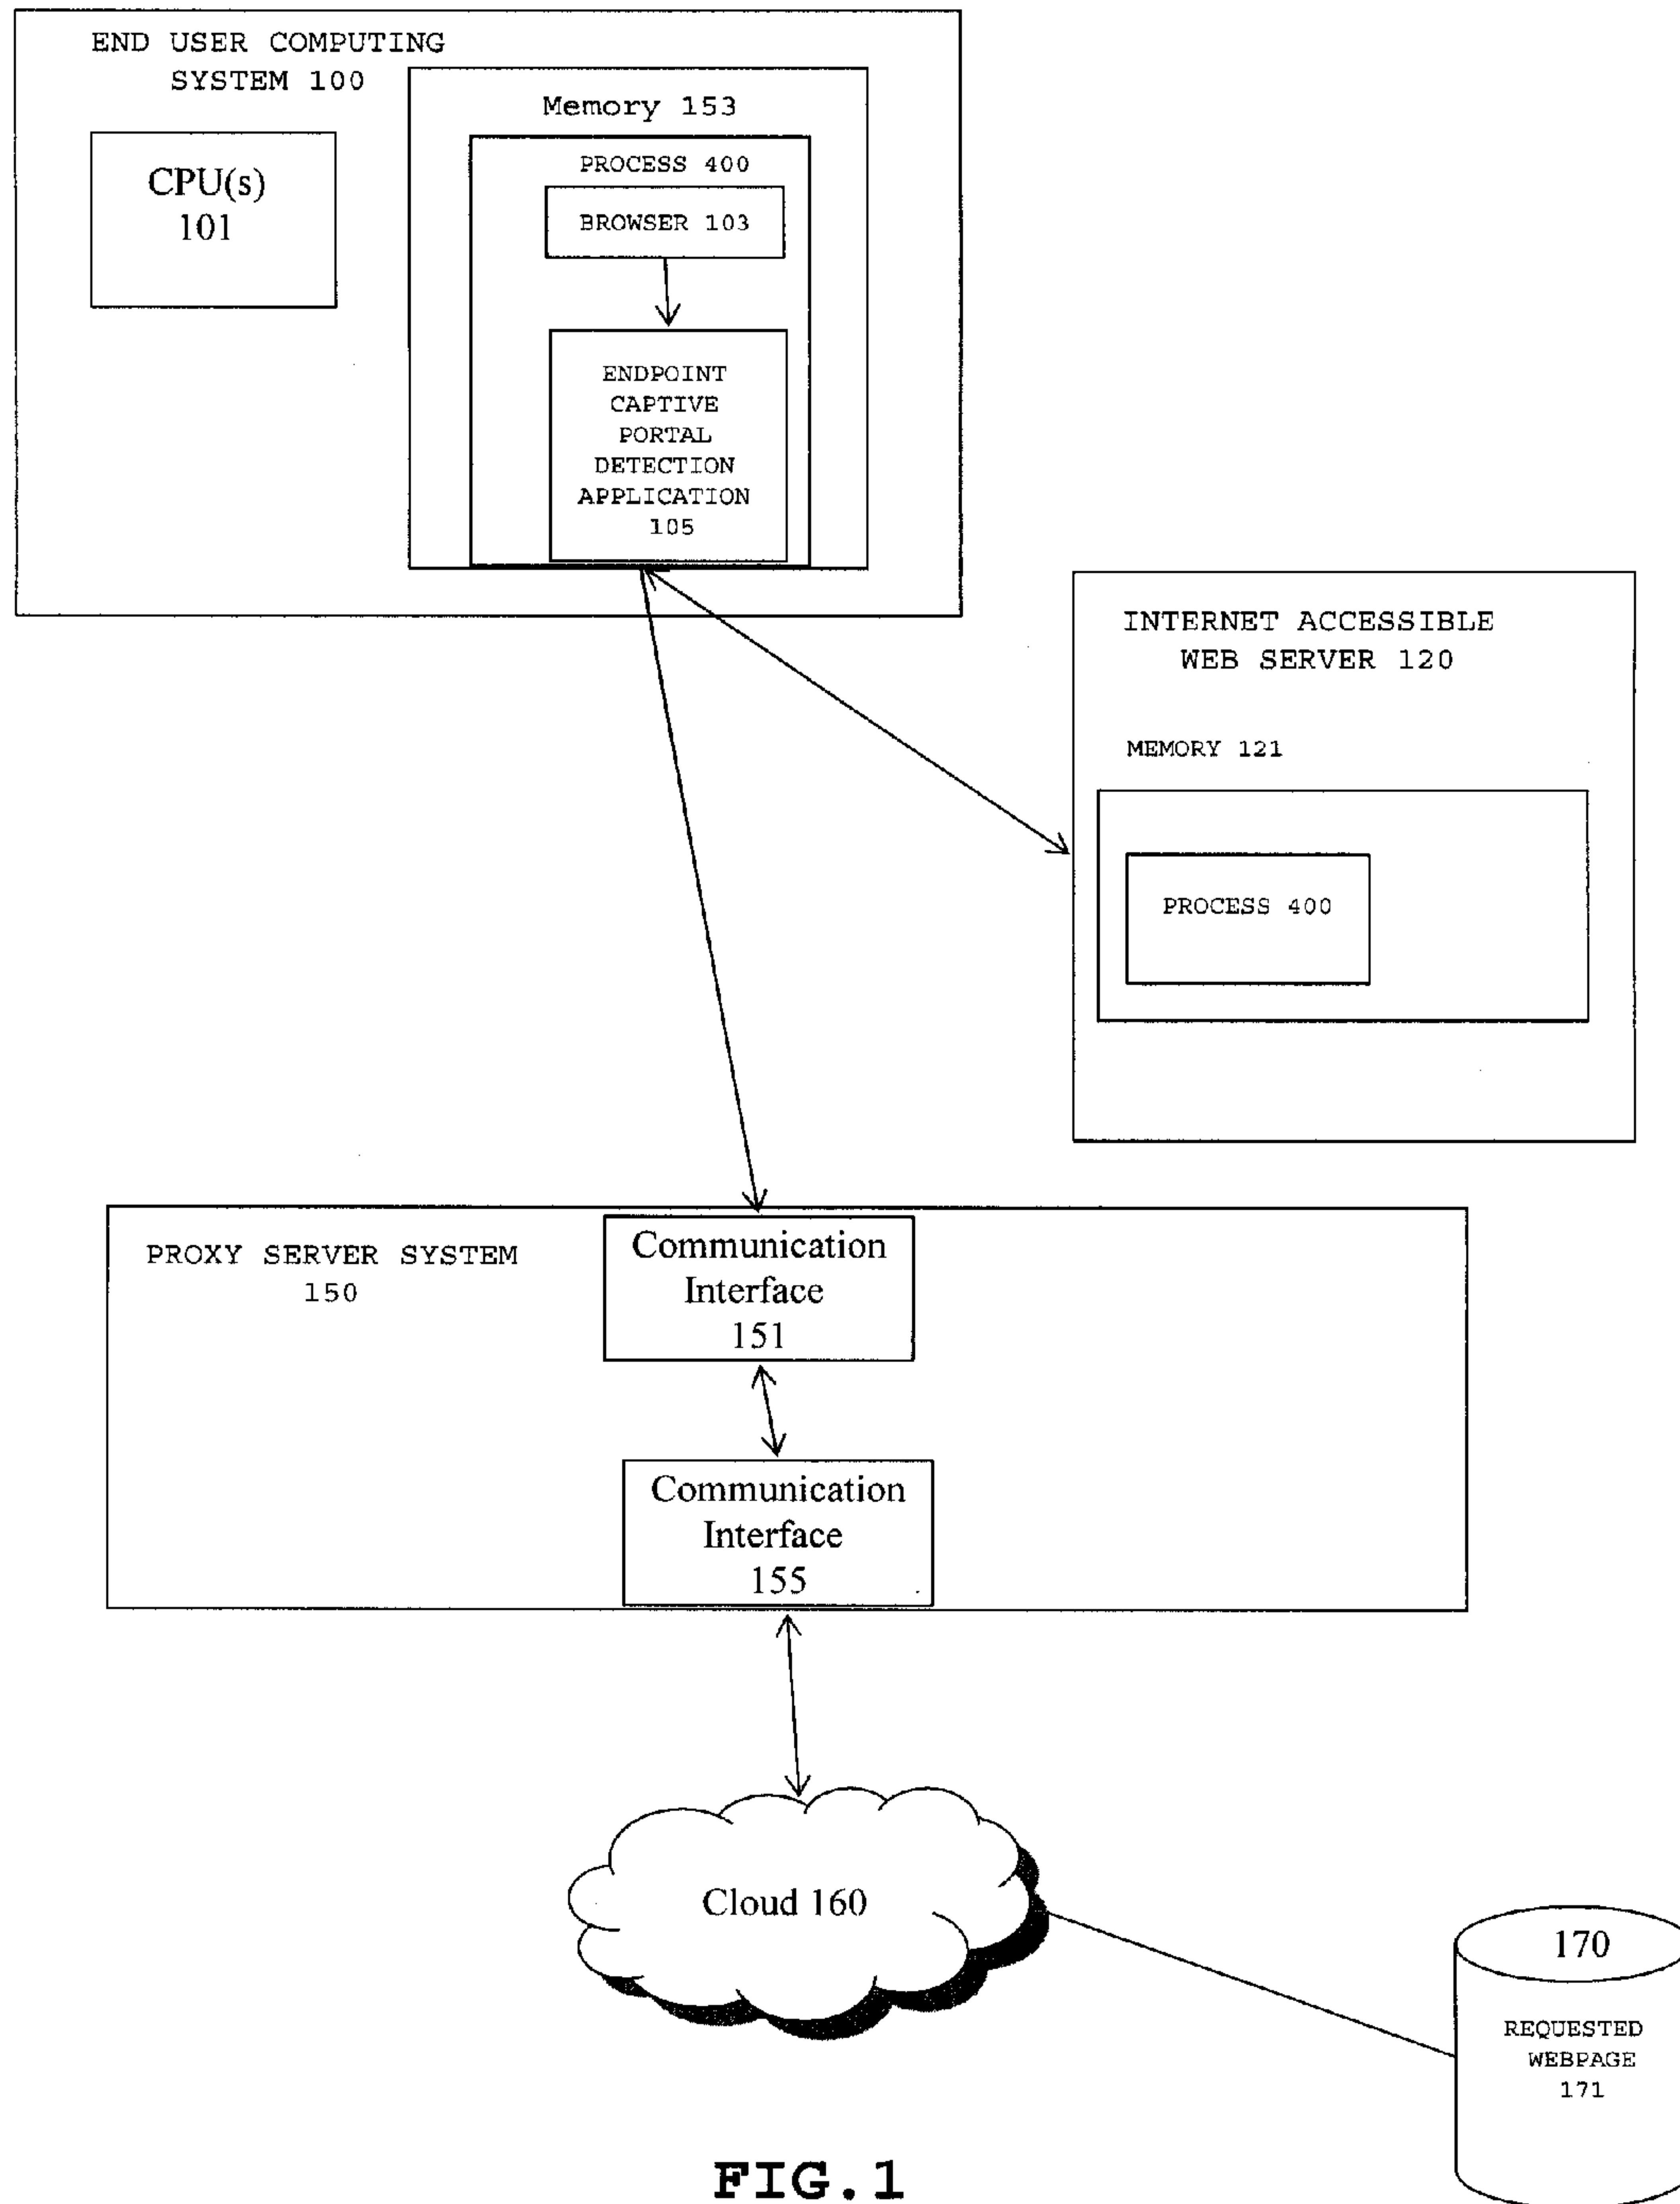 END USER COMPUTING
SYSTEM 100
CPU(s)
101
Memory 153
PROCESS 400
BROWSER 103
ENDPOINT
CAPTIVE
PORTAL
DETECTION
APPLICATION
105
INTERNET ACCESSIBLE
WEB SERVER 120
MEMORY 121
PROCESS 400
PROXY SERVER SYSTEM
150
Communication
Interface
151
Communication
Interface
155
Cloud 160
170
REQUESTED
WEBPAGE
171
FIG.1